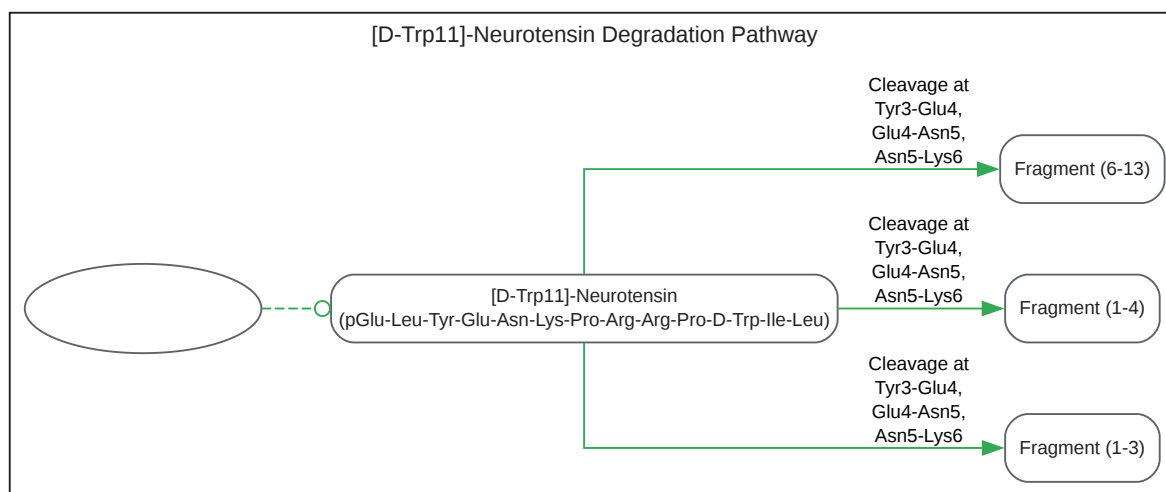 [D-Trp11]-Neurotensin Degradation Pathway
Cleavage at
Tyr3-Glu4,
Glu4-Asn5,
Asn5-Lys6
Fragment (6-13)
[D-Trp11]-Neurotensin
(pGlu-Leu-Tyr-Glu-Asn-Lys-Pro-Arg-Arg-Pro-D-Trp-Ile-Leu)
Cleavage at
Tyr3-Glu4,
Glu4-Asn5,
Asn5-Lys6
Fragment (1-4)
Cleavage at
Tyr3-Glu4,
Glu4-Asn5,
Asn5-Lys6
Fragment (1-3)